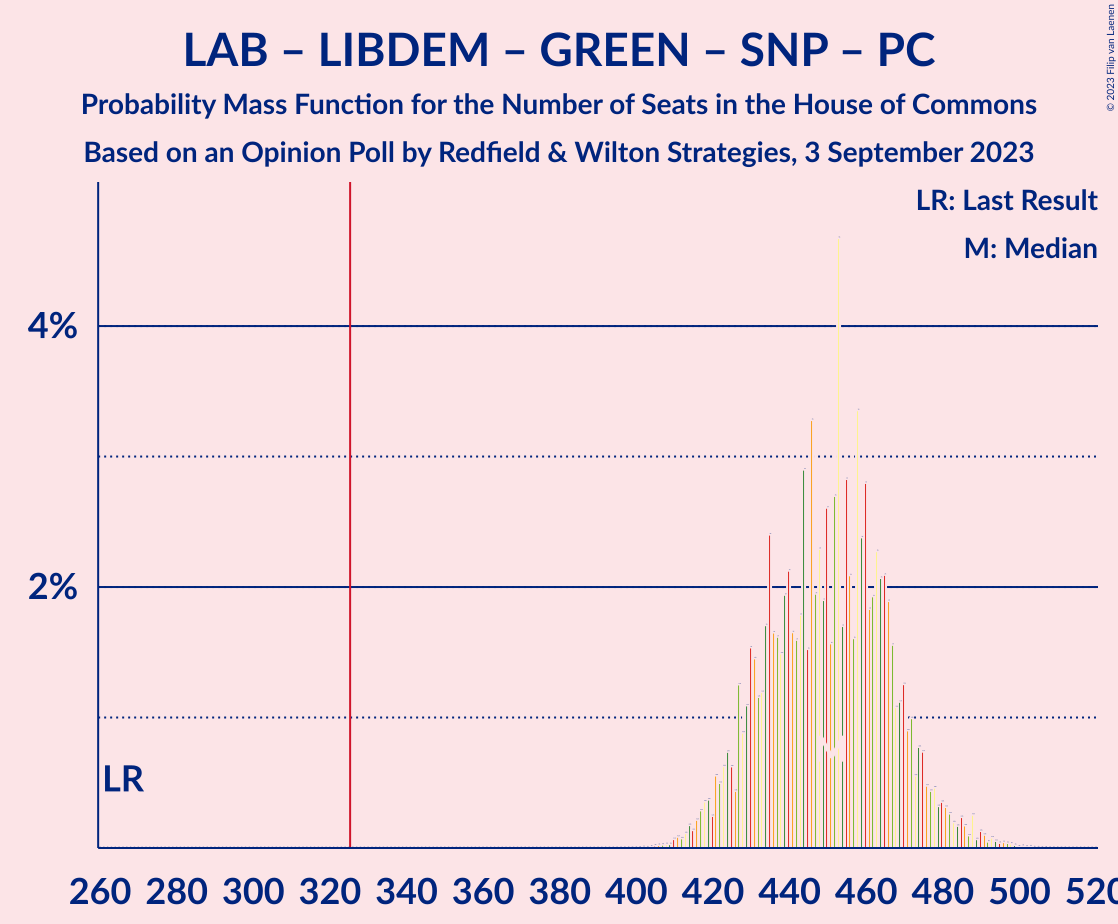 LAB – LIBDEM – GREEN – SNP – PC
Probability Mass Function for the Number of Seats in the House of Commons
Based on an Opinion Poll by Redfield & Wilton Strategies, 3 September 2023
© 2023 Filip van Laenen
LR: Last Result
M: Median
4%
2%
LR
260 280 300 320 340 360 380 400 420 440 460 480 500 520